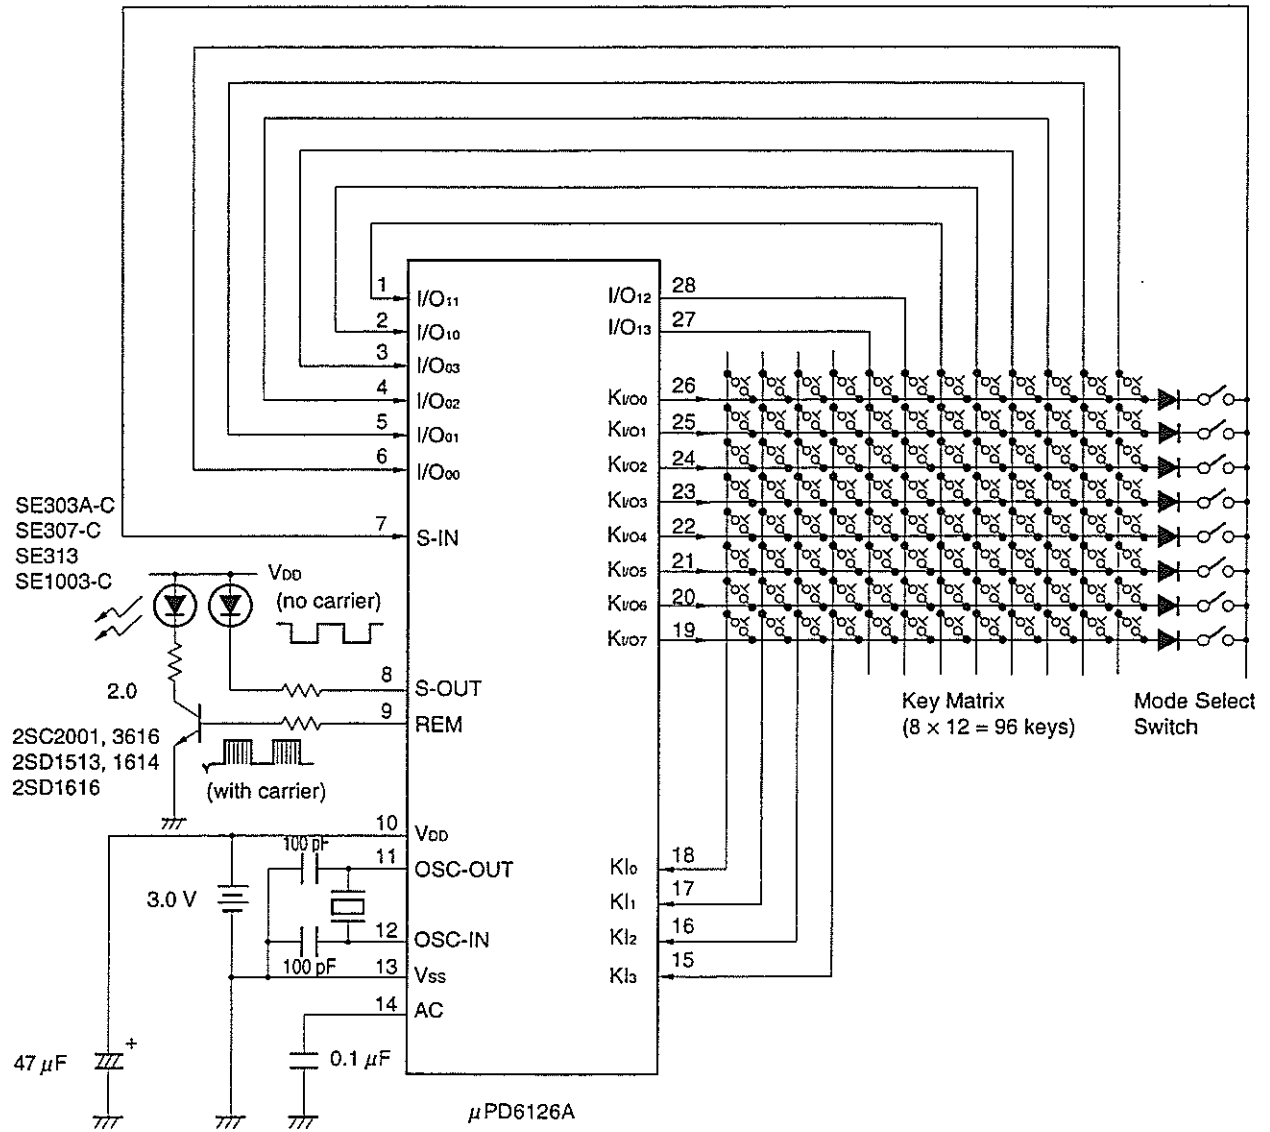 1
I/O11
2
I/O10
3
I/O03
4
I/O02
5
I/O01
6
I/O00
7
S-IN
SE303A-C
SE307-C
SE313
SE1003-C
VDD
(no carrier)
8
S-OUT
9
REM
2.0
2SC2001, 3616
2SD1513, 1614
2SD1616
(with carrier)
10
VDD
100 pF
11
OSC-OUT
3.0 V
12
OSC-IN
100 pF
13
VSS
14
AC
47 μF
+
0.1 μF
μPD6126A
I/O12
28
I/O13
27
KI/O0
26
KI/O1
25
KI/O2
24
KI/O3
23
KI/O4
22
KI/O5
21
KI/O6
20
KI/O7
19
Key Matrix
(8 × 12 = 96 keys)
Mode Select
Switch
KI0
18
KI1
17
KI2
16
KI3
15